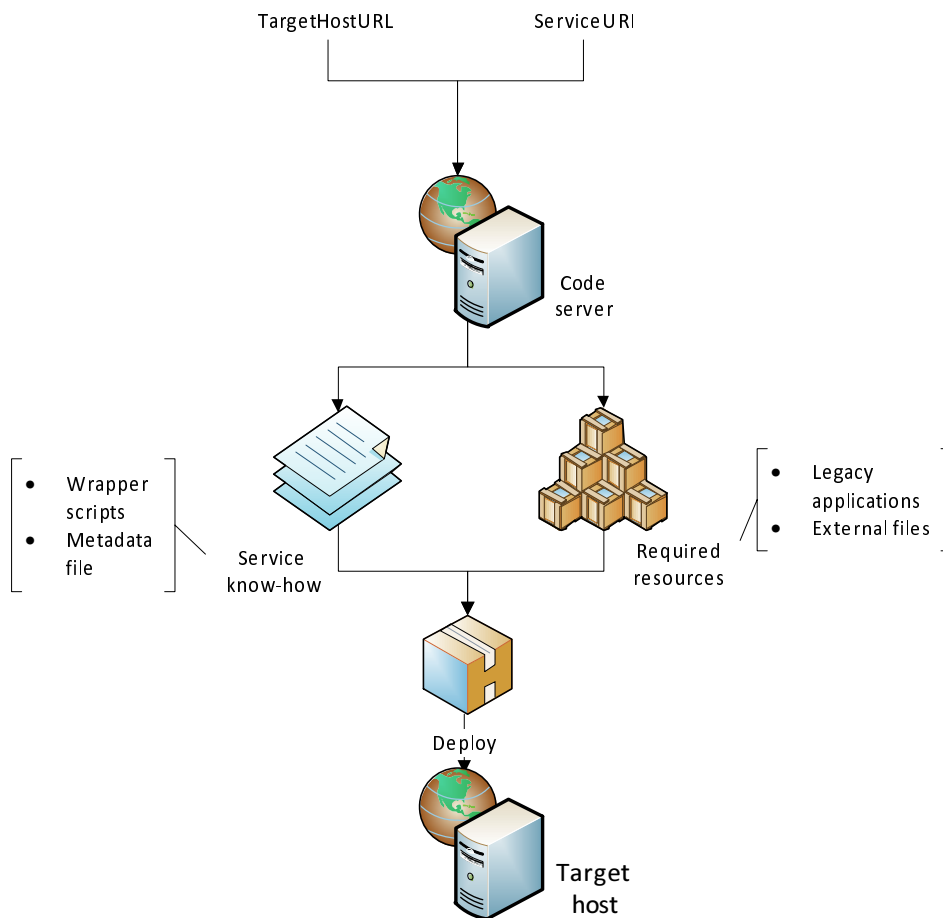 TargetHostURL
ServiceURI
Code
server
• Wrapper
scripts
• Metadata
file
Service
know-how
Required
resources
• Legacy
applications
• External files
Deploy
Target
host